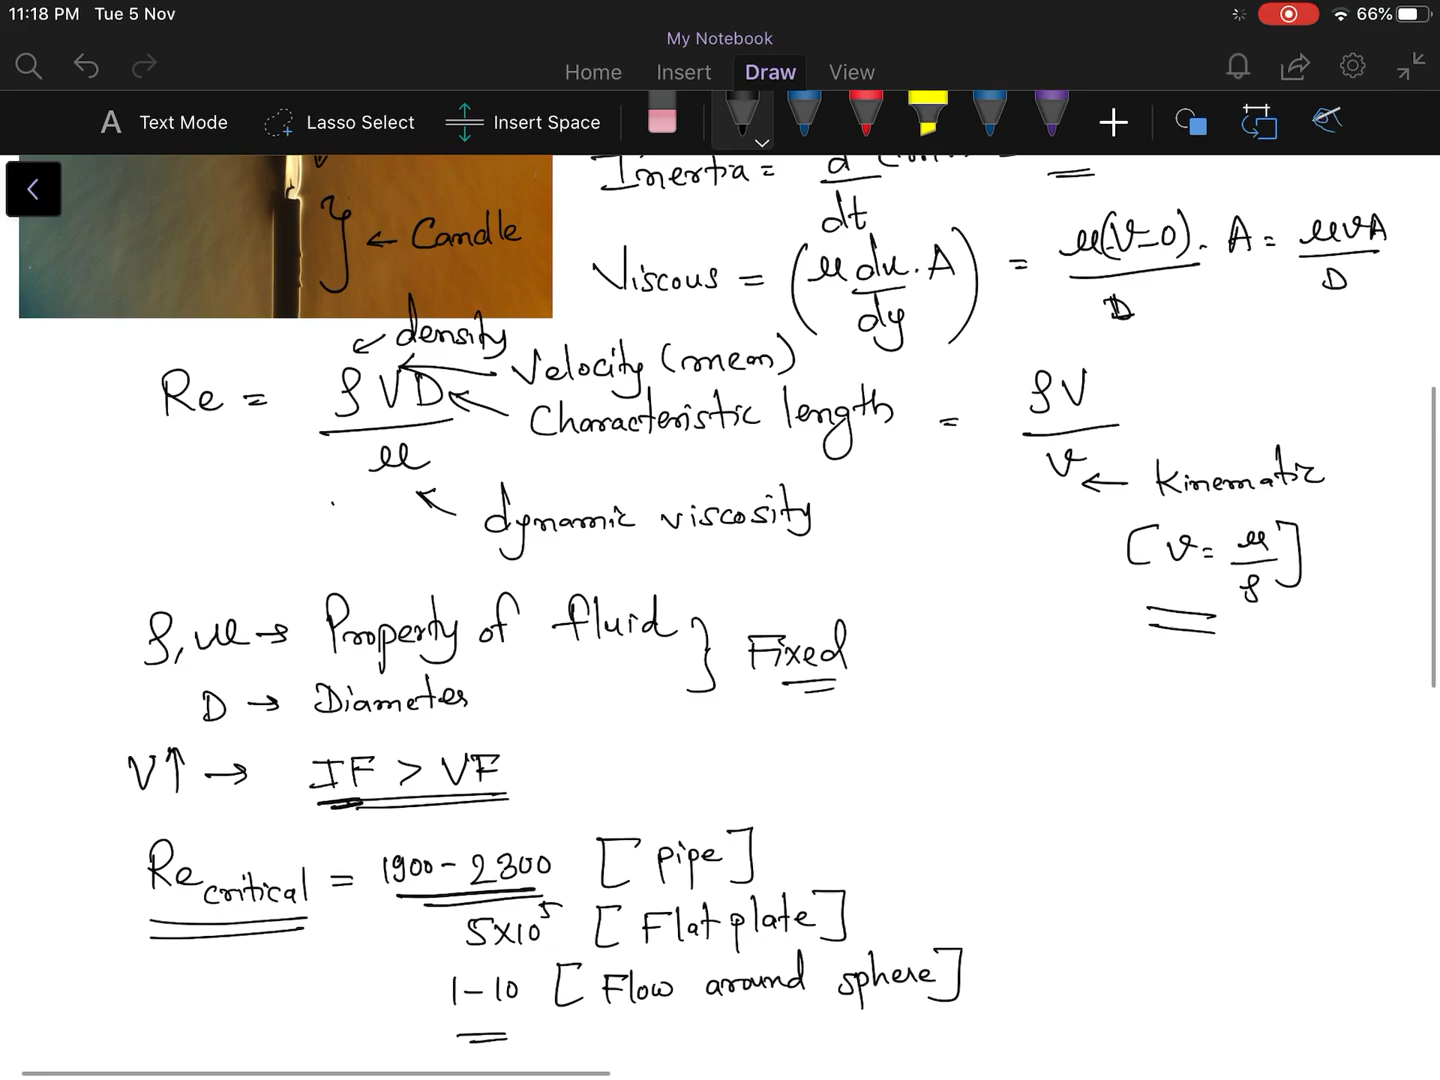 11:18 PM Tue 5 Nov
66%
My Notebook
Home Insert Draw View
A Text Mode Lasso Select Insert Space
Inertia = d
dt
← Candle
Viscous = (μ du/dy . A) = μ(V-0)/D . A = μVA/D
density
Velocity (mean)
Re = ρVD/μ Characteristic length = ρV/ν
← Kinematic
dynamic viscosity
[ν = μ/ρ]
ρ, μ → Property of fluid } Fixed
D → Diameter
V↑ → IF > VF
Re critical = 1900 - 2300 [pipe]
5×10⁵ [Flat plate]
1-10 [Flow around sphere]